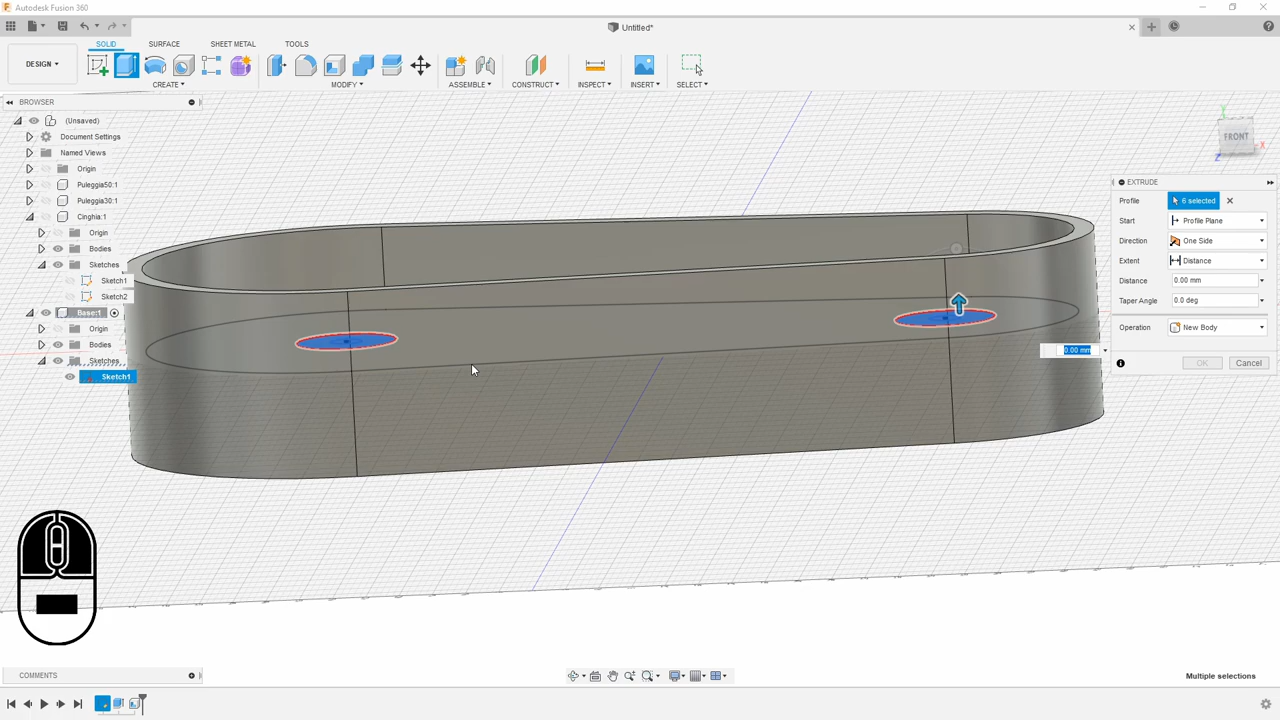 Autodesk Fusion 360
Untitled*
DESIGN
SOLID SURFACE SHEET METAL TOOLS
CREATE MODIFY ASSEMBLE CONSTRUCT INSPECT INSERT SELECT
BROWSER
(Unsaved)
Document Settings
Named Views
Origin
Puleggia50:1
Puleggia30:1
Cinghia:1
Origin
Bodies
Sketches
Sketch1
Sketch2
Base:1
Origin
Bodies
Sketches
Sketch1
FRONT
Y
X
Z
EXTRUDE
Profile 6 selected
Start Profile Plane
Direction One Side
Extent Distance
Distance 0.00 mm
Taper Angle 0.0 deg
Operation New Body
OK Cancel
0.00 mm
COMMENTS
Multiple selections